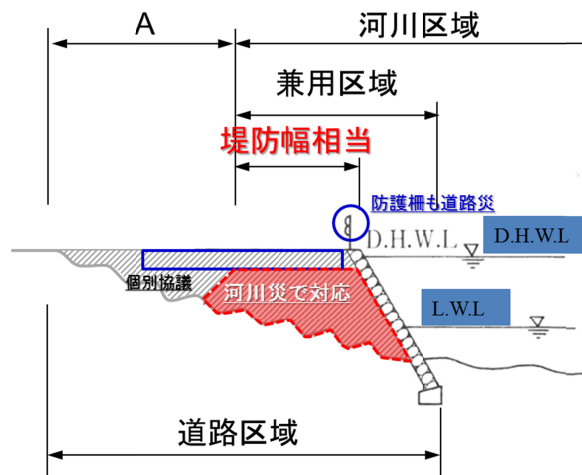 A
河川区域
兼用区域
堤防幅相当
防護柵も道路災
D.H.W.L
D.H.W.L
個別協議
河川災で対応
L.W.L
道路区域